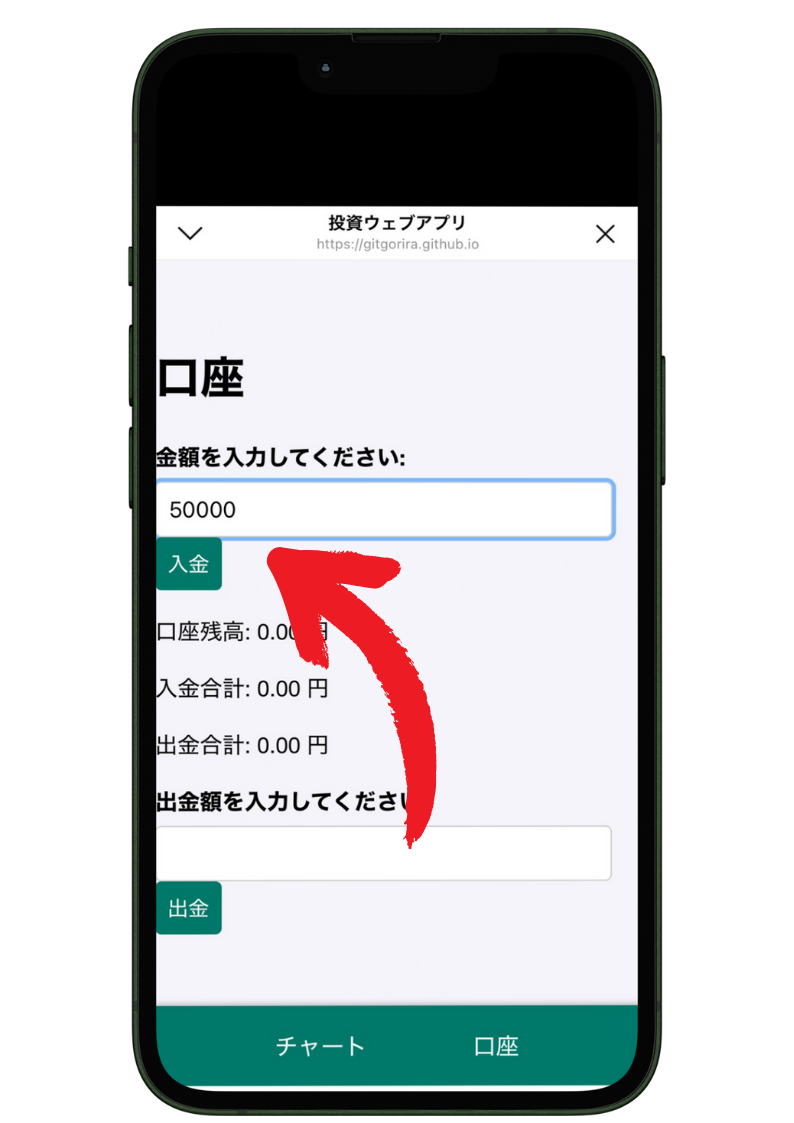 投資ウェブアプリ
https://gitgorira.github.io
口座
金額を入力してください:
50000
入金
口座残高: 0.00 円
入金合計: 0.00 円
出金合計: 0.00 円
出金額を入力してくださ
出金
チャート 口座